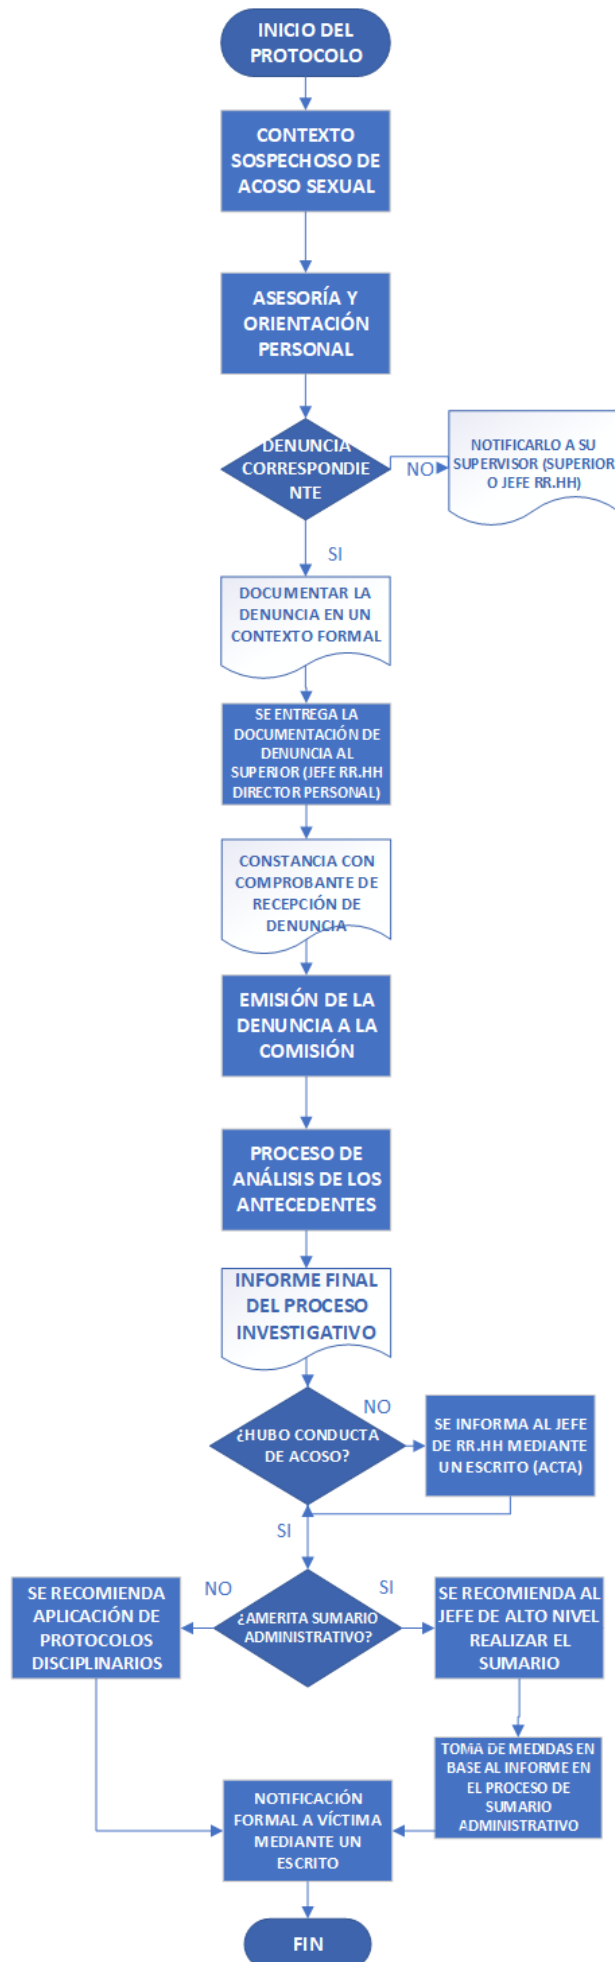 INICIO DEL
PROTOCOLO
CONTEXTO
SOSPECHOSO DE
ACOSO SEXUAL
ASESORÍA Y
ORIENTACIÓN
PERSONAL
DENUNCIA
CORRESPONDIE
NTE
NO
NOTIFICARLO A SU
SUPERVISOR (SUPERIOR
O JEFE RR.HH)
SI
DOCUMENTAR LA
DENUNCIA EN UN
CONTEXTO FORMAL
SE ENTREGA LA
DOCUMENTACIÓN DE
DENUNCIA AL
SUPERIOR (JEFE RR.HH
DIRECTOR PERSONAL)
CONSTANCIA CON
COMPROBANTE DE
RECEPCIÓN DE
DENUNCIA
EMISIÓN DE LA
DENUNCIA A LA
COMISIÓN
PROCESO DE
ANÁLISIS DE LOS
ANTECEDENTES
INFORME FINAL
DEL PROCESO
INVESTIGATIVO
¿HUBO CONDUCTA
DE ACOSO?
NO
SE INFORMA AL JEFE
DE RR.HH MEDIANTE
UN ESCRITO (ACTA)
SI
¿AMERITA SUMARIO
ADMINISTRATIVO?
NO
SE RECOMIENDA
APLICACIÓN DE
PROTOCOLOS
DISCIPLINARIOS
SI
SE RECOMIENDA AL
JEFE DE ALTO NIVEL
REALIZAR EL
SUMARIO
TOMA DE MEDIDAS EN
BASE AL INFORME EN
EL PROCESO DE
SUMARIO
ADMINISTRATIVO
NOTIFICACIÓN
FORMAL A VÍCTIMA
MEDIANTE UN
ESCRITO
FIN